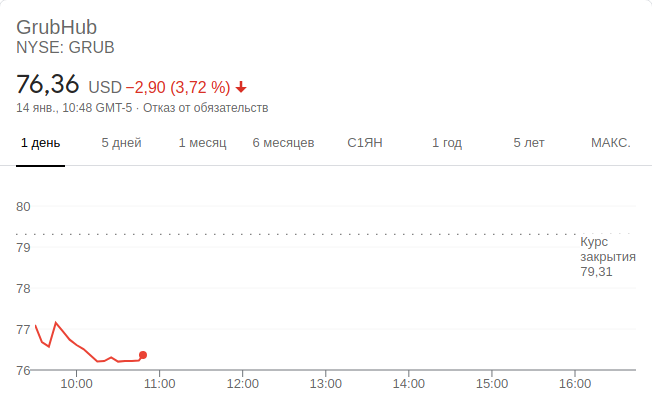 GrubHub
NYSE: GRUB
76,36 USD −2,90 (3,72 %)
14 янв., 10:48 GMT-5 · Отказ от обязательств
1 день 5 дней 1 месяц 6 месяцев С1ЯН 1 год 5 лет МАКС.
80
79
78
77
76
Курс
закрытия
79,31
10:00 11:00 12:00 13:00 14:00 15:00 16:00